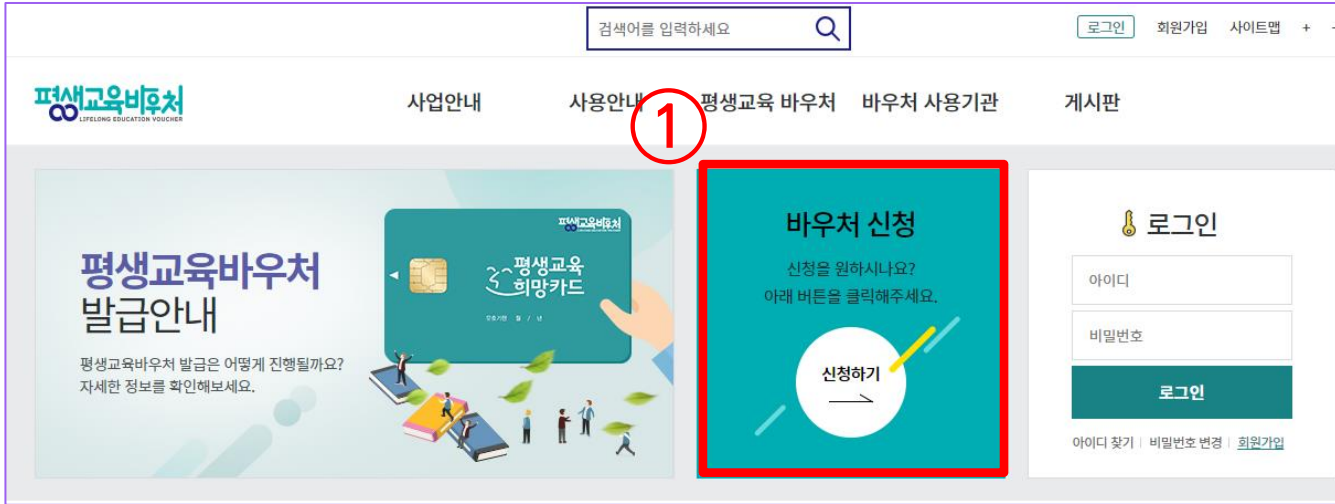 검색어를 입력하세요
로그인 회원가입 사이트맵 + -
평생교육바우처
LIFELONG EDUCATION VOUCHER
사업안내 사용안내 평생교육 바우처 바우처 사용기관 게시판
1
평생교육바우처
발급안내
평생교육바우처 발급은 어떻게 진행될까요?
자세한 정보를 확인해보세요.
평생교육바우처
평생교육
희망카드
바우처 신청
신청을 원하시나요?
아래 버튼을 클릭해주세요.
신청하기
로그인
아이디
비밀번호
로그인
아이디 찾기 | 비밀번호 변경 | 회원가입